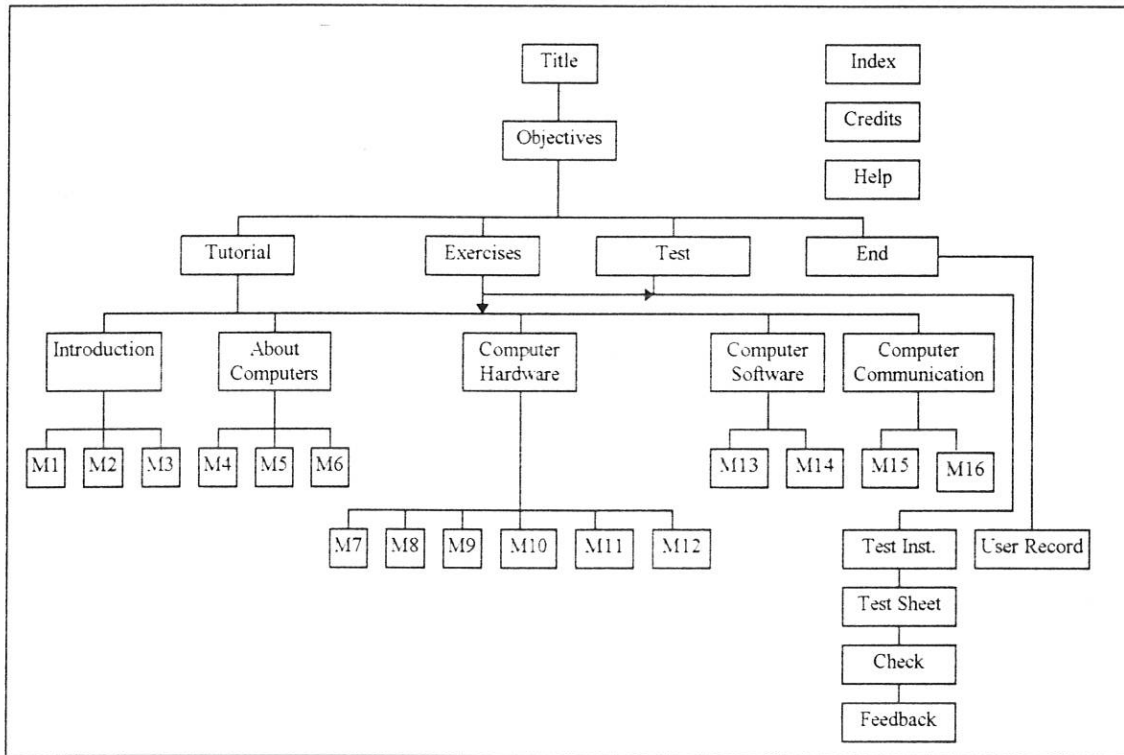 Title
Index
Credits
Objectives
Help
Tutorial
Exercises
Test
End
Introduction
About
Computers
Computer
Hardware
Computer
Software
Computer
Communication
M1
M2
M3
M4
M5
M6
M13
M14
M15
M16
M7
M8
M9
M10
M11
M12
Test Inst.
User Record
Test Sheet
Check
Feedback